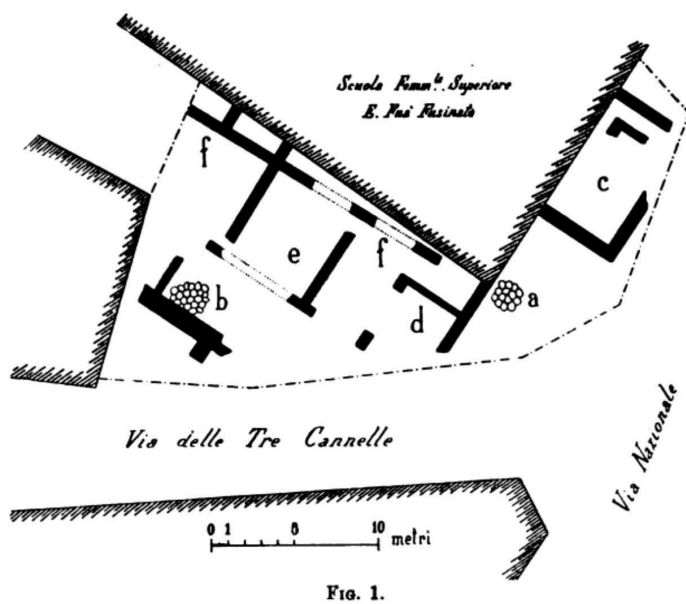 Scuola Femm.le Superiore
E. Fuà Fusinato
f
c
e
f
b
a
d
Via delle Tre Cannelle
Via Nazionale
0 1 5 10 metri
Fig. 1.